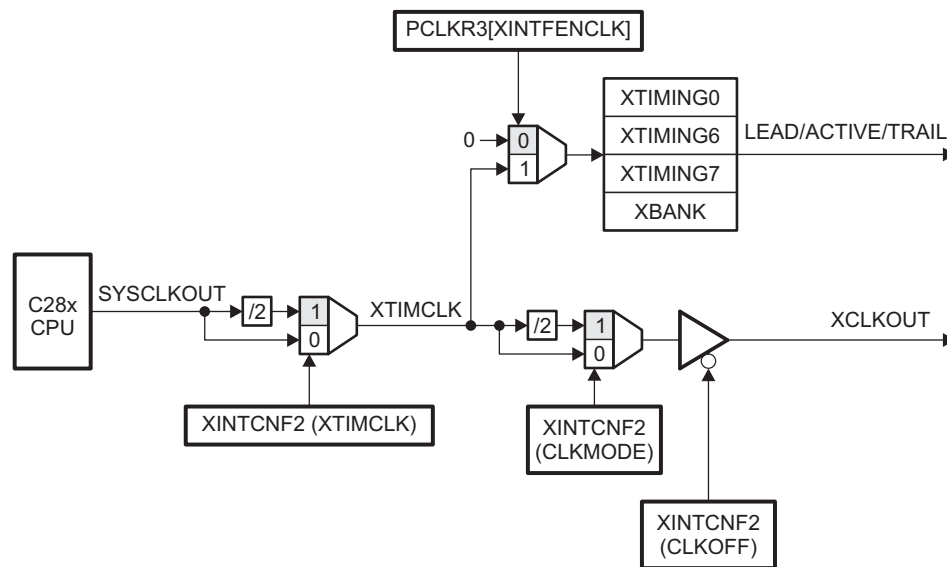 PCLKR3[XINTFENCLK]
XTIMING0
0
0
XTIMING6
LEAD/ACTIVE/TRAIL
1
XTIMING7
XBANK
C28x
CPU
SYSCLKOUT
/2
1
0
XTIMCLK
/2
1
0
XCLKOUT
XINTCNF2 (XTIMCLK)
XINTCNF2
(CLKMODE)
XINTCNF2
(CLKOFF)